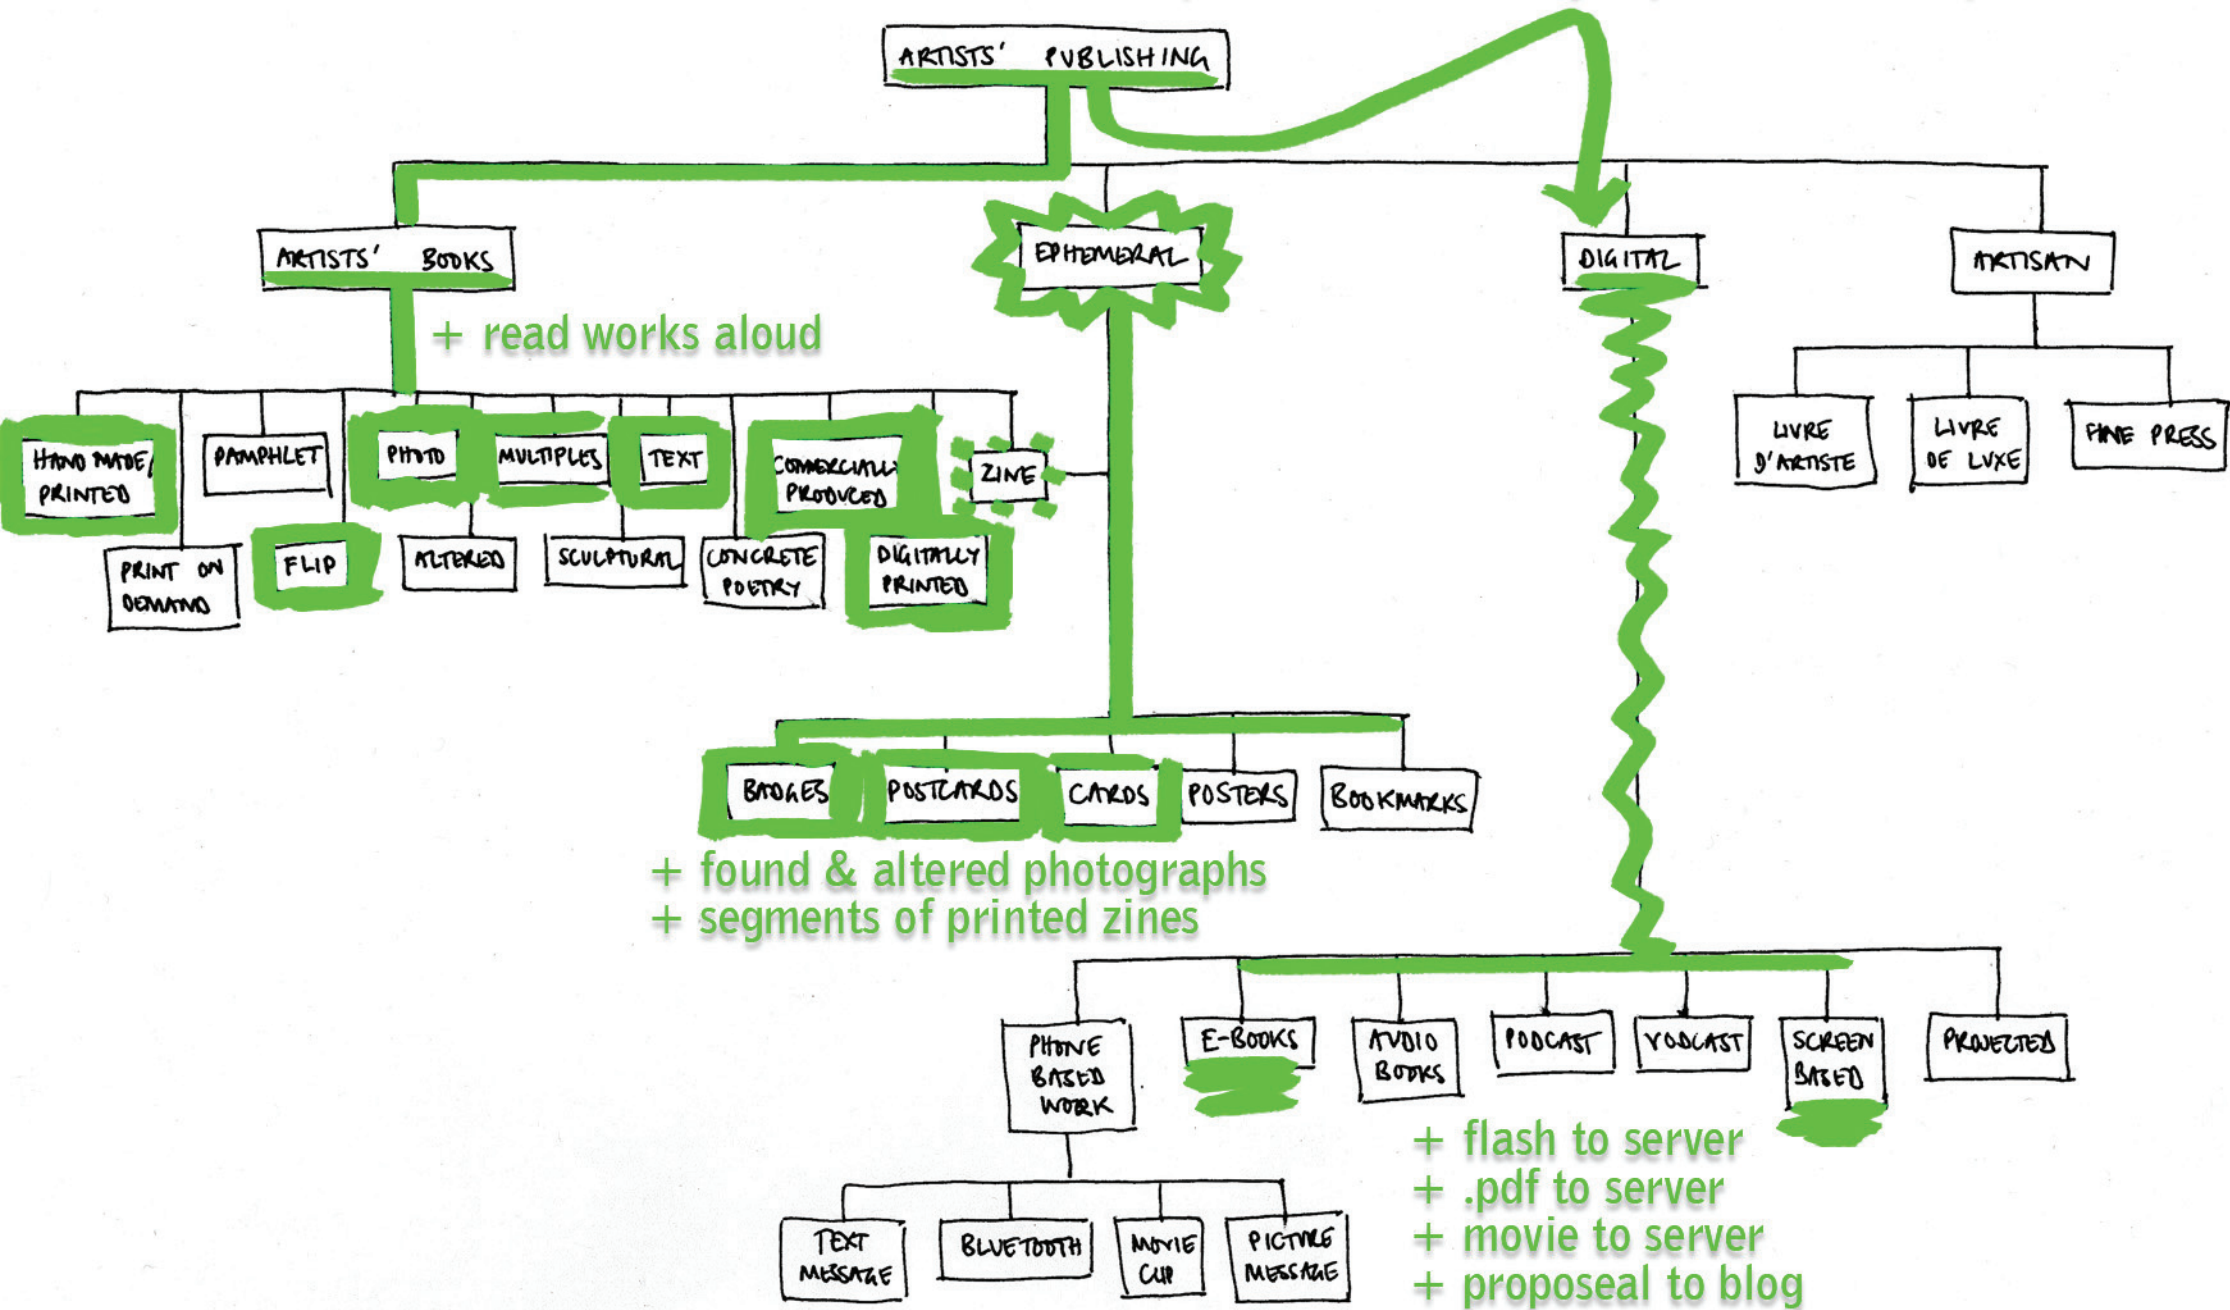 ARTISTS' PUBLISHING
ARTISTS' BOOKS
EPHEMERAL
DIGITAL
ARTISAN
+ read works aloud
HAND MADE/
PRINTED
PAMPHLET
PHOTO
MULTIPLES
TEXT
COMMERCIALLY
PRODUCED
ZINE
LIVRE
D'ARTISTE
LIVRE
DE LUXE
FINE PRESS
PRINT ON
DEMAND
FLIP
ALTERED
SCULPTURAL
CONCRETE
POETRY
DIGITALLY
PRINTED
BADGES
POSTCARDS
CARDS
POSTERS
BOOKMARKS
+ found & altered photographs
+ segments of printed zines
PHONE
BASED
WORK
E-BOOKS
AUDIO
BOOKS
PODCAST
VODCAST
SCREEN
BASED
PROJECTED
+ flash to server
+ .pdf to server
+ movie to server
+ proposeal to blog
TEXT
MESSAGE
BLUETOOTH
MOVIE
CLIP
PICTURE
MESSAGE